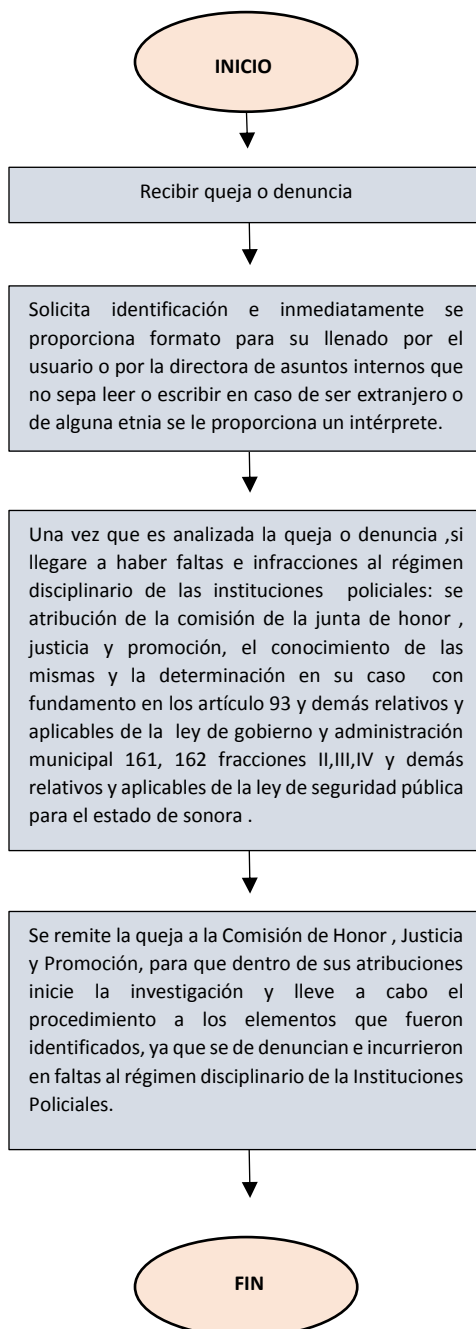 INICIO
Recibir queja o denuncia
Solicita identificación e inmediatamente se
proporciona formato para su llenado por el
usuario o por la directora de asuntos internos que
no sepa leer o escribir en caso de ser extranjero o
de alguna etnia se le proporciona un intérprete.
Una vez que es analizada la queja o denuncia ,si
llegare a haber faltas e infracciones al régimen
disciplinario de las instituciones policiales: se
atribución de la comisión de la junta de honor ,
justicia y promoción, el conocimiento de las
mismas y la determinación en su caso con
fundamento en los artículo 93 y demás relativos y
aplicables de la ley de gobierno y administración
municipal 161, 162 fracciones II,III,IV y demás
relativos y aplicables de la ley de seguridad pública
para el estado de sonora .
Se remite la queja a la Comisión de Honor , Justicia
y Promoción, para que dentro de sus atribuciones
inicie la investigación y lleve a cabo el
procedimiento a los elementos que fueron
identificados, ya que se de denuncian e incurrieron
en faltas al régimen disciplinario de la Instituciones
Policiales.
FIN